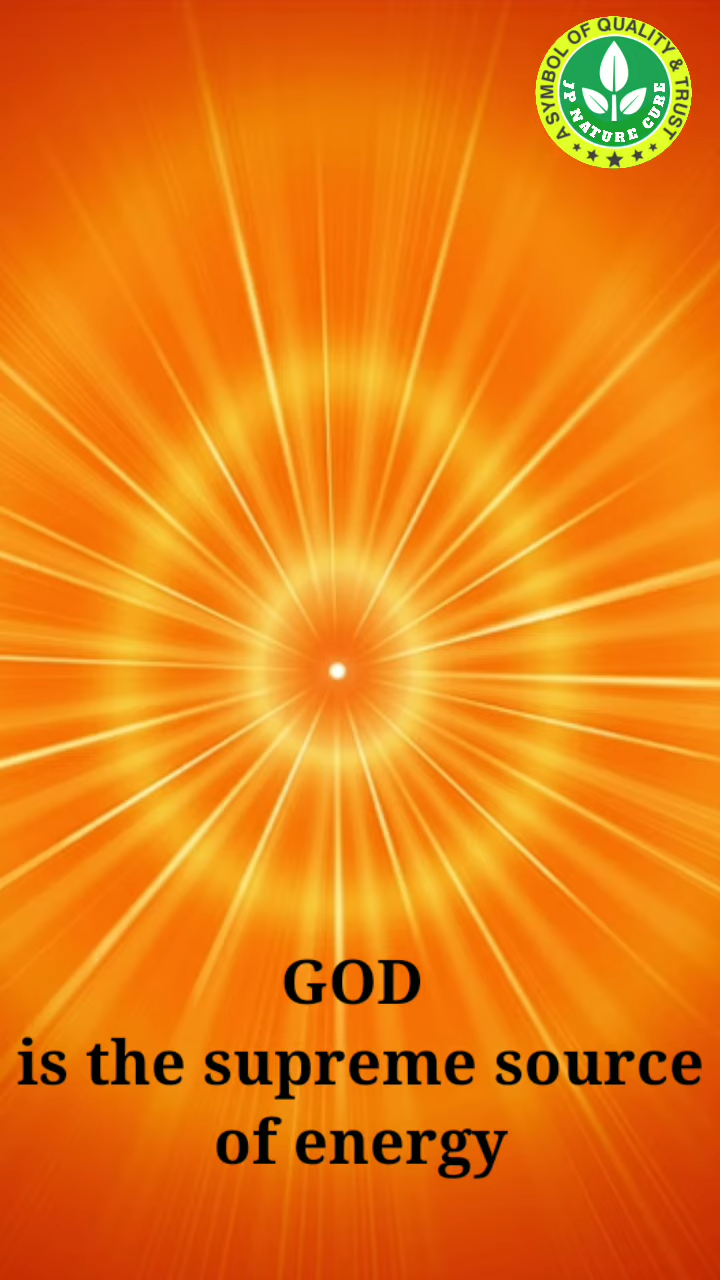 A SYMBOL OF QUALITY & TRUST
JP NATURE CURE
GOD
is the supreme source
of energy